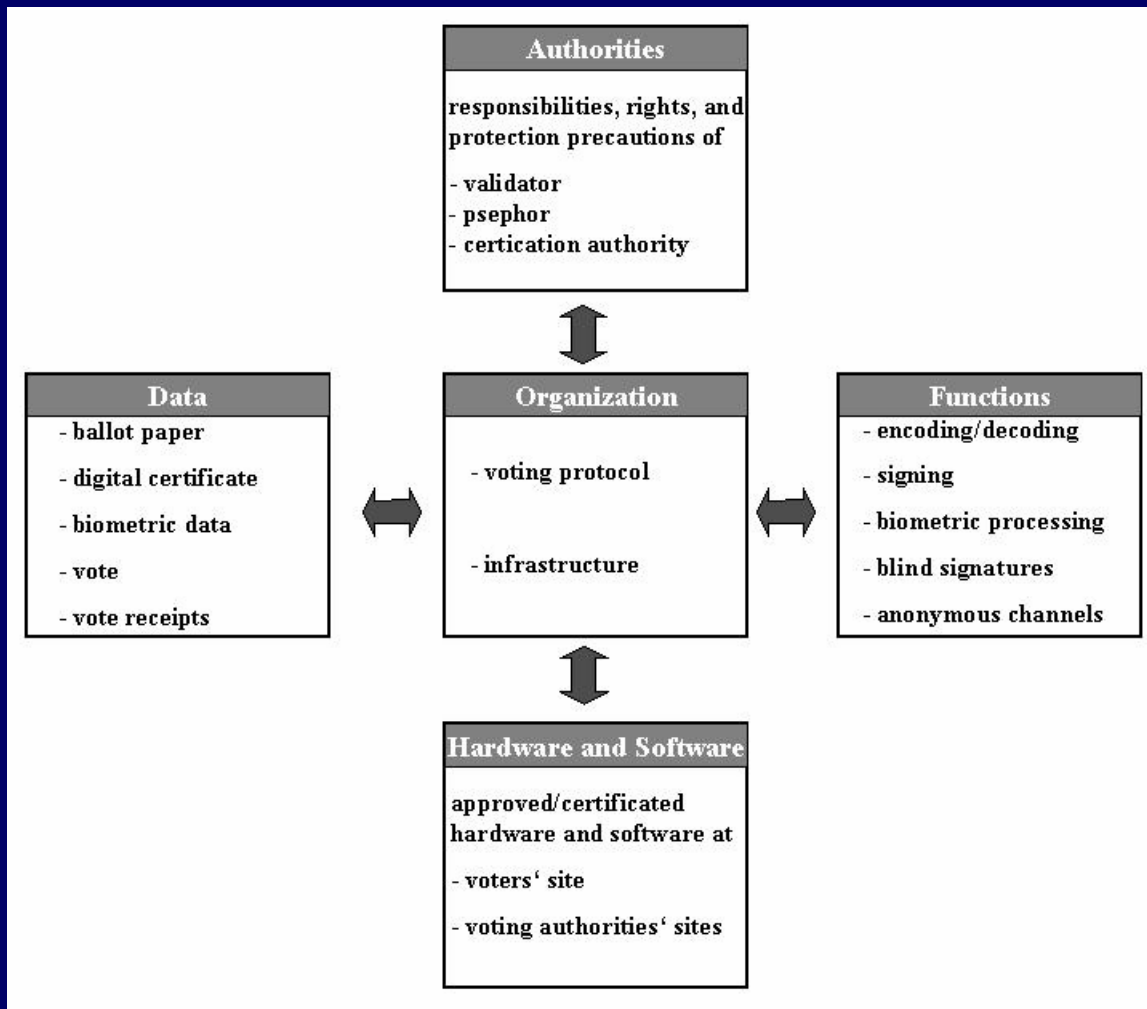 Authorities
responsibilities, rights, and
protection precautions of
- validator
- psephor
- certication authority
Data
- ballot paper
- digital certificate
- biometric data
- vote
- vote receipts
Organization
- voting protocol
- infrastructure
Functions
- encoding/decoding
- signing
- biometric processing
- blind signatures
- anonymous channels
Hardware and Software
approved/certificated
hardware and software at
- voters‘ site
- voting authorities‘ sites